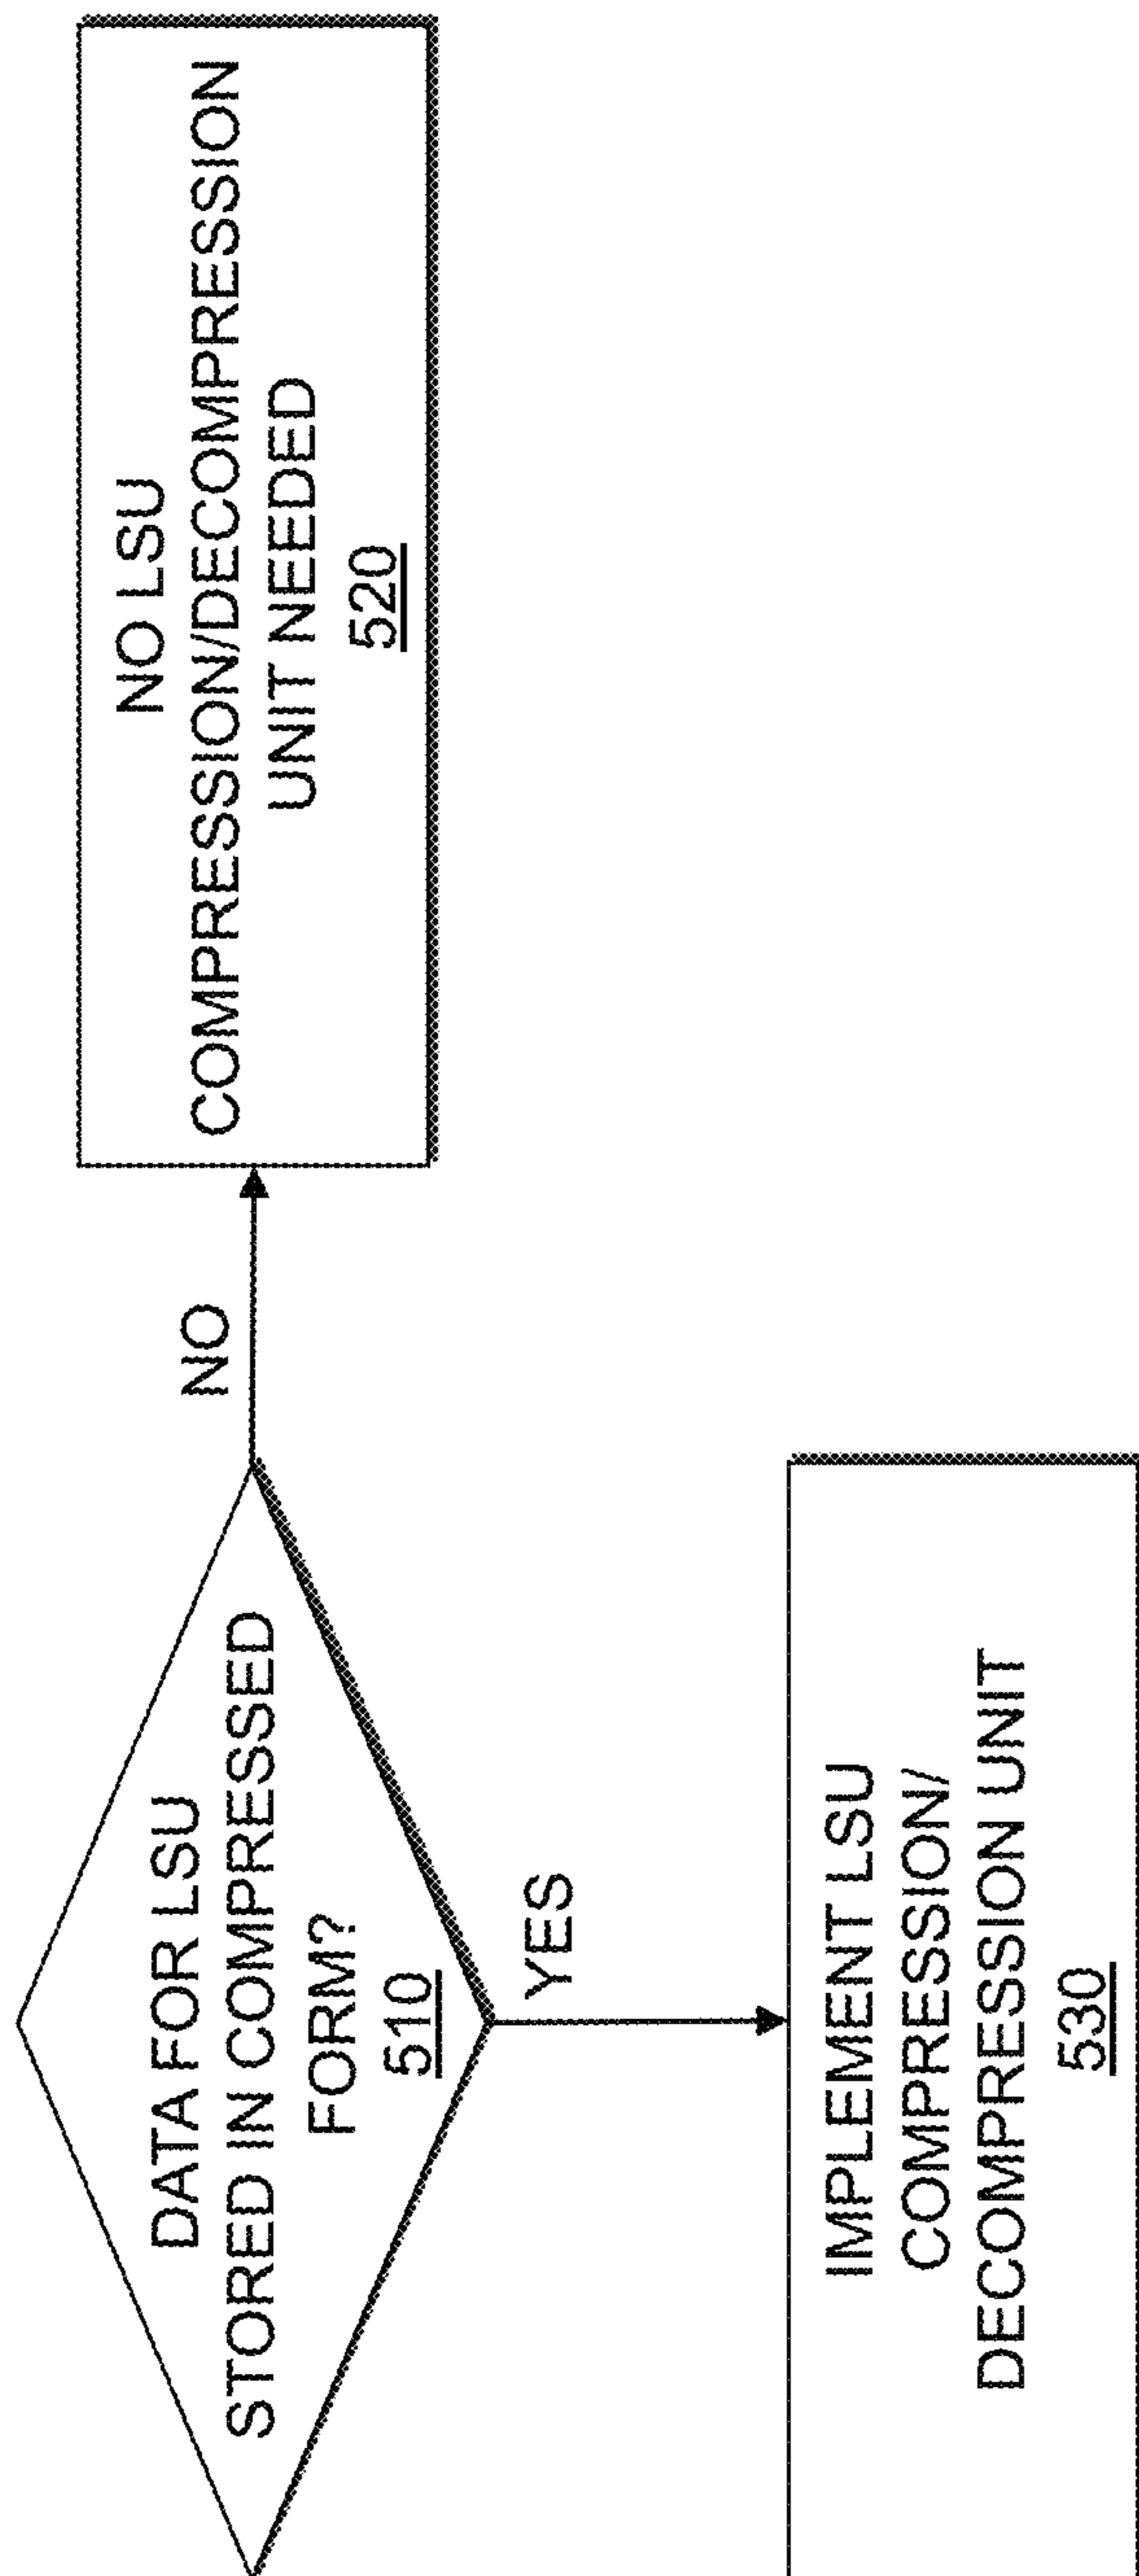 DATA FOR LSU
STORED IN COMPRESSED
FORM?
510
NO
NO LSU
COMPRESSION/DECOMPRESSION
UNIT NEEDED
520
YES
IMPLEMENT LSU
COMPRESSION/
DECOMPRESSION UNIT
530